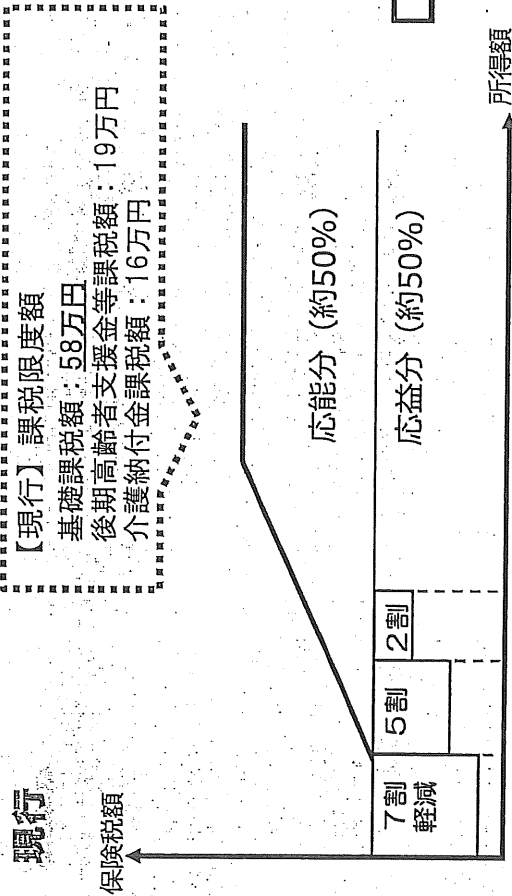 現行
【現行】課税限度額
基礎課税額：58万円
後期高齢者支援金等課税額：19万円
介護納付金課税額：16万円
保険税額
応能分（約50%）
応益分（約50%）
7割
軽減
5割
2割
所得額